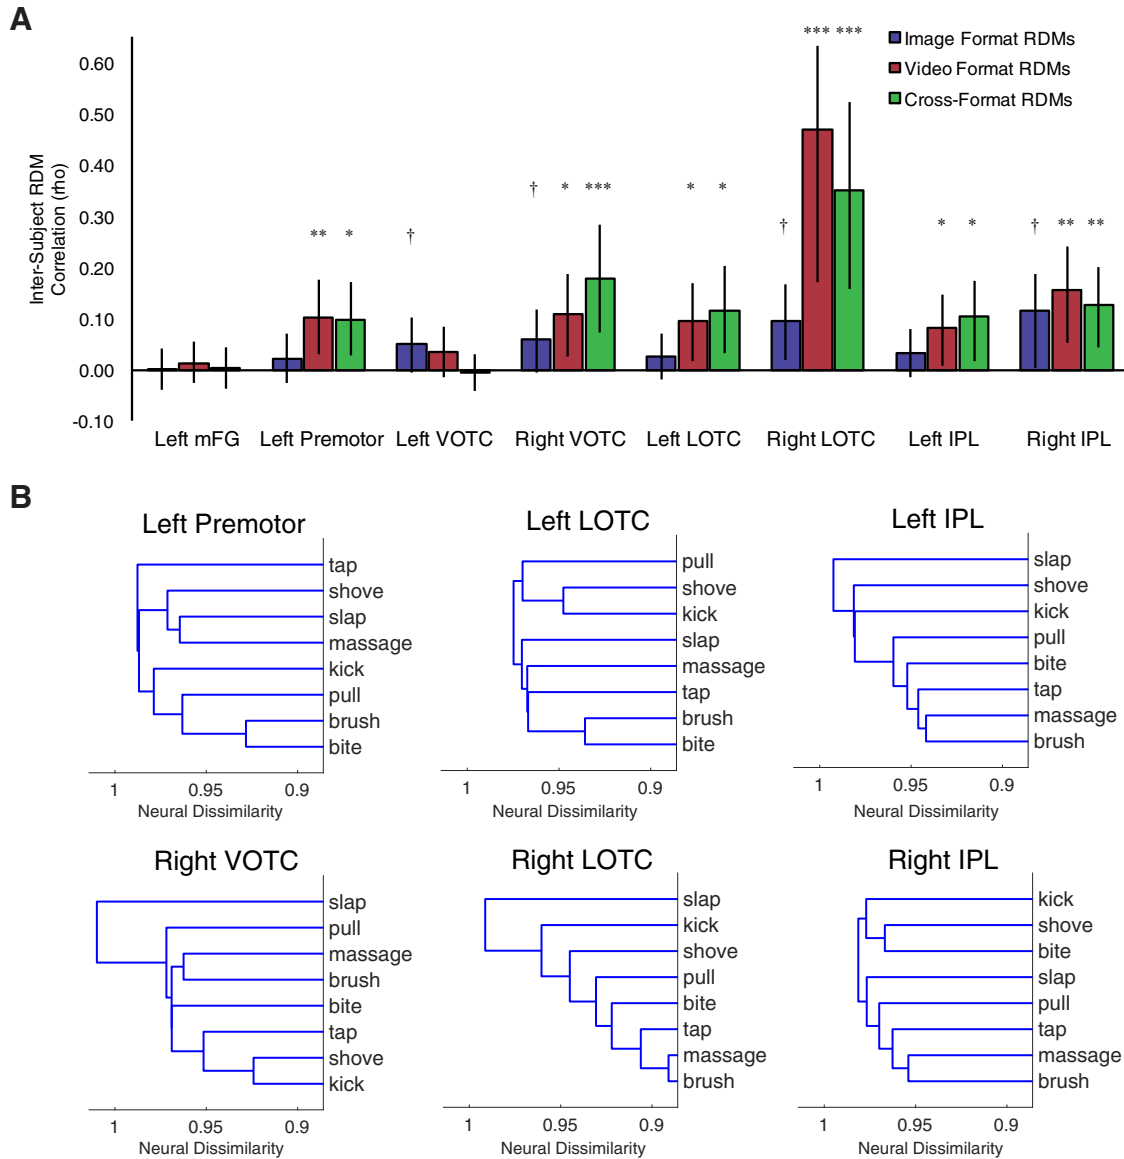 A
Inter-Subject RDM
Correlation (rho)
0.60
0.50
0.40
0.30
0.20
0.10
0.00
-0.10
*** ***
Image Format RDMs
Video Format RDMs
Cross-Format RDMs
† * ***
* *
** *
†
†
* *
† ** **
Left mFG Left Premotor Left VOTC Right VOTC Left LOTC Right LOTC Left IPL Right IPL
B
Left Premotor
tap
shove
slap
massage
kick
pull
brush
bite
1 0.95 0.9
Neural Dissimilarity
Left LOTC
pull
shove
kick
slap
massage
tap
brush
bite
1 0.95 0.9
Neural Dissimilarity
Left IPL
slap
shove
kick
pull
bite
tap
massage
brush
1 0.95 0.9
Neural Dissimilarity
Right VOTC
slap
pull
massage
brush
bite
tap
shove
kick
1 0.95 0.9
Neural Dissimilarity
Right LOTC
slap
kick
shove
pull
bite
tap
massage
brush
1 0.95 0.9
Neural Dissimilarity
Right IPL
kick
shove
bite
slap
pull
tap
massage
brush
1 0.95 0.9
Neural Dissimilarity